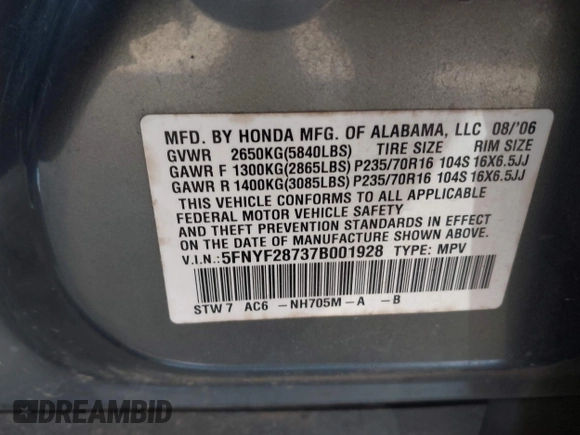 MFD. BY HONDA MFG. OF ALABAMA, LLC 08/'06
GVWR 2650KG(5840LBS) TIRE SIZE RIM SIZE
GAWR F 1300KG(2865LBS) P235/70R16 104S 16X6.5JJ
GAWR R 1400KG(3085LBS) P235/70R16 104S 16X6.5JJ
THIS VEHICLE CONFORMS TO ALL APPLICABLE
FEDERAL MOTOR VEHICLE SAFETY
AND THEFT PREVENTION STANDARDS IN EFFECT
ON THE DATE OF MANUFACTURE SHOWN ABOVE.
V.I.N.:5FNYF28737B001928 TYPE: MPV
STW7 AC6 -NH705M-A -B
DREAMBID